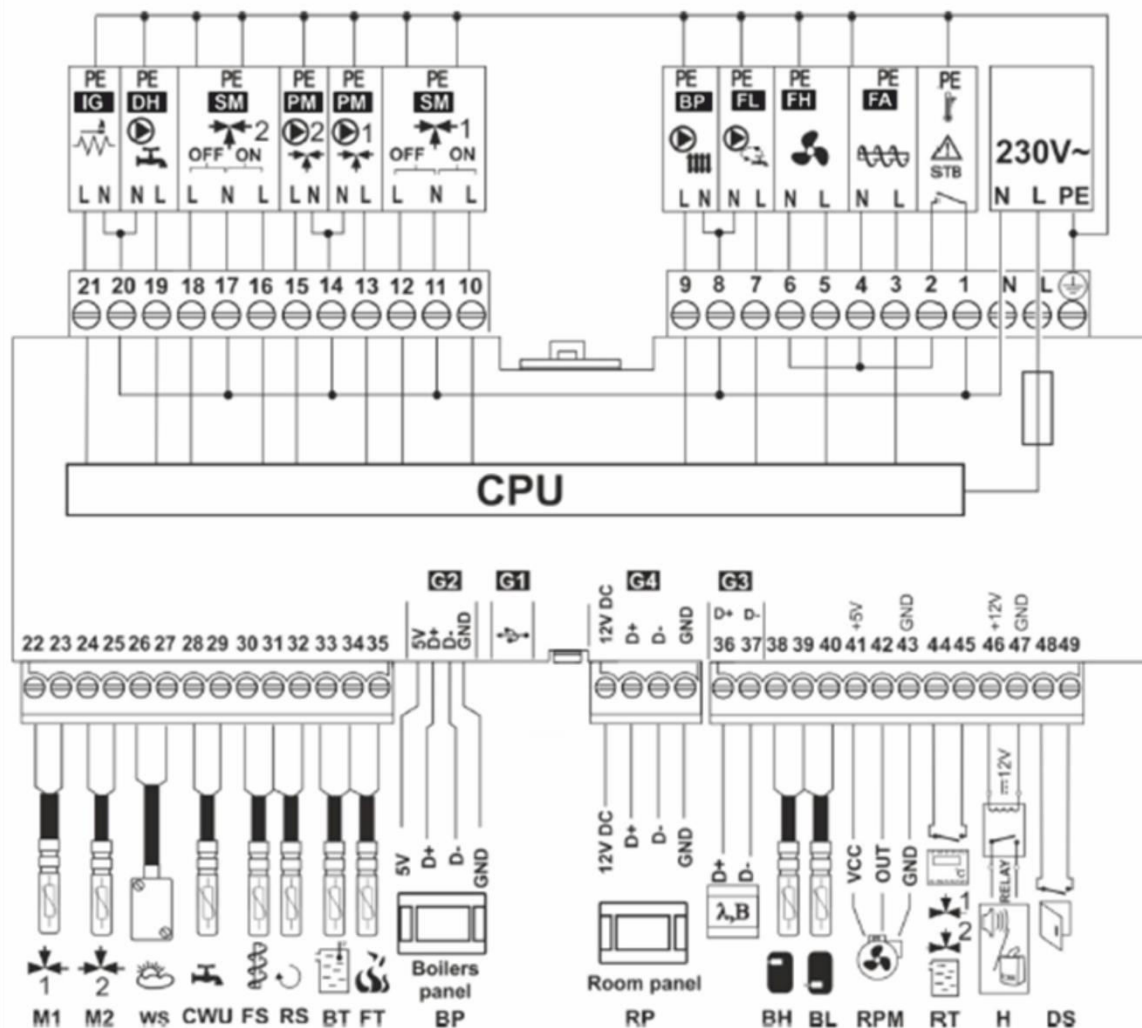 PE PE PE PE PE PE PE PE PE PE PE PE
IG DH SM PM PM SM BP FL FH FA
2 2 1 1
STB
230V~
OFF ON OFF ON
L N N L L N L L N N L L N L L N N L N L N L N L PE
21 20 19 18 17 16 15 14 13 12 11 10 9 8 7 6 5 4 3 2 1 N L
CPU
G2 G1 G4 G3
5V D+ D- GND 12V DC D+ D- GND D+ D- +5V GND +12V GND
22 23 24 25 26 27 28 29 30 31 32 33 34 35 36 37 38 39 40 41 42 43 44 45 46 47 48 49
12V
5V D+ D- GND 12V DC D+ D- GND D+ D- VCC OUT GND RELAY
λ,B
1 2 1 2
Boilers
panel
Room panel
M1 M2 WS CWU FS RS BT FT BP RP BH BL RPM RT H DS